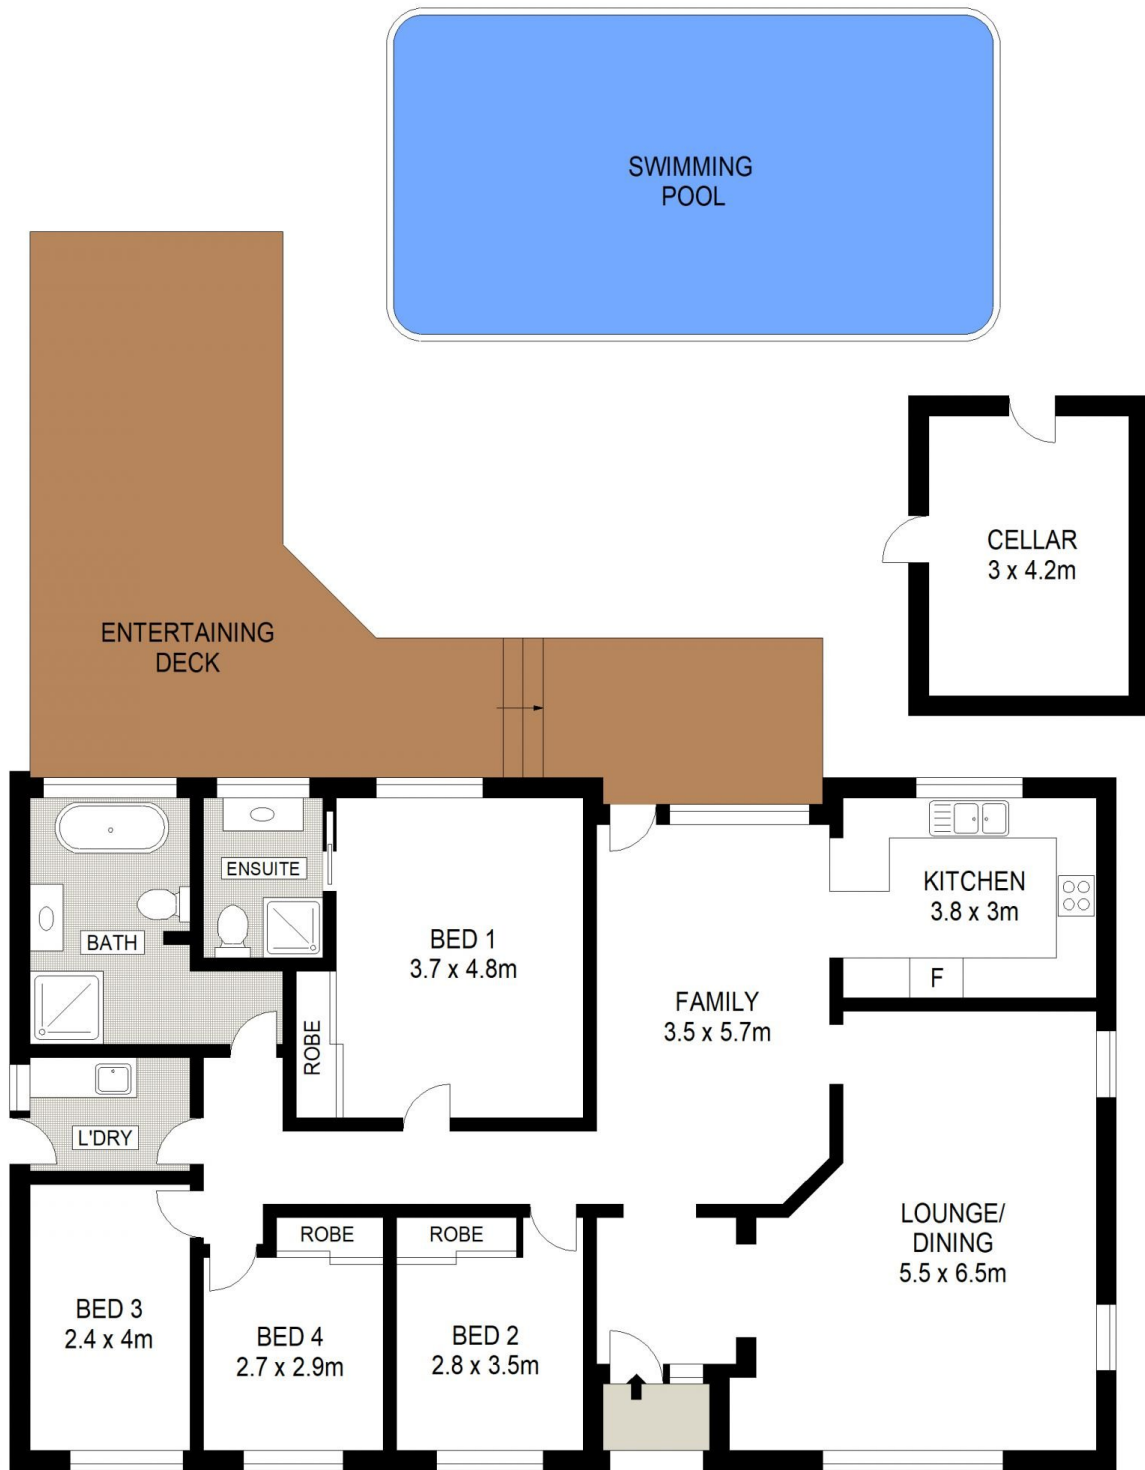 SWIMMING
POOL
CELLAR
3 x 4.2m
ENTERTAINING
DECK
ENSUITE
KITCHEN
3.8 x 3m
BATH
BED 1
3.7 x 4.8m
F
FAMILY
3.5 x 5.7m
ROBE
L'DRY
LOUNGE/
DINING
5.5 x 6.5m
ROBE
ROBE
BED 3
2.4 x 4m
BED 4
2.7 x 2.9m
BED 2
2.8 x 3.5m